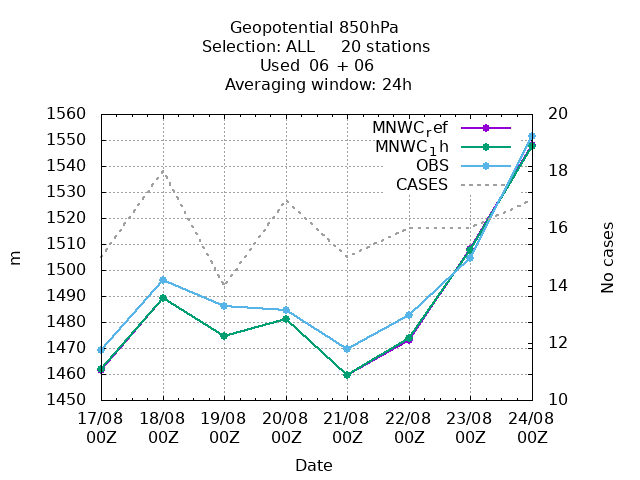 Geopotential 850hPa
Selection: ALL 20 stations
Used 06 + 06
Averaging window: 24h
MNWCref
MNWC1h
OBS
CASES
m
1560
1550
1540
1530
1520
1510
1500
1490
1480
1470
1460
1450
20
18
16
14
12
10
No cases
17/08 18/08 19/08 20/08 21/08 22/08 23/08 24/08
00Z 00Z 00Z 00Z 00Z 00Z 00Z 00Z
Date